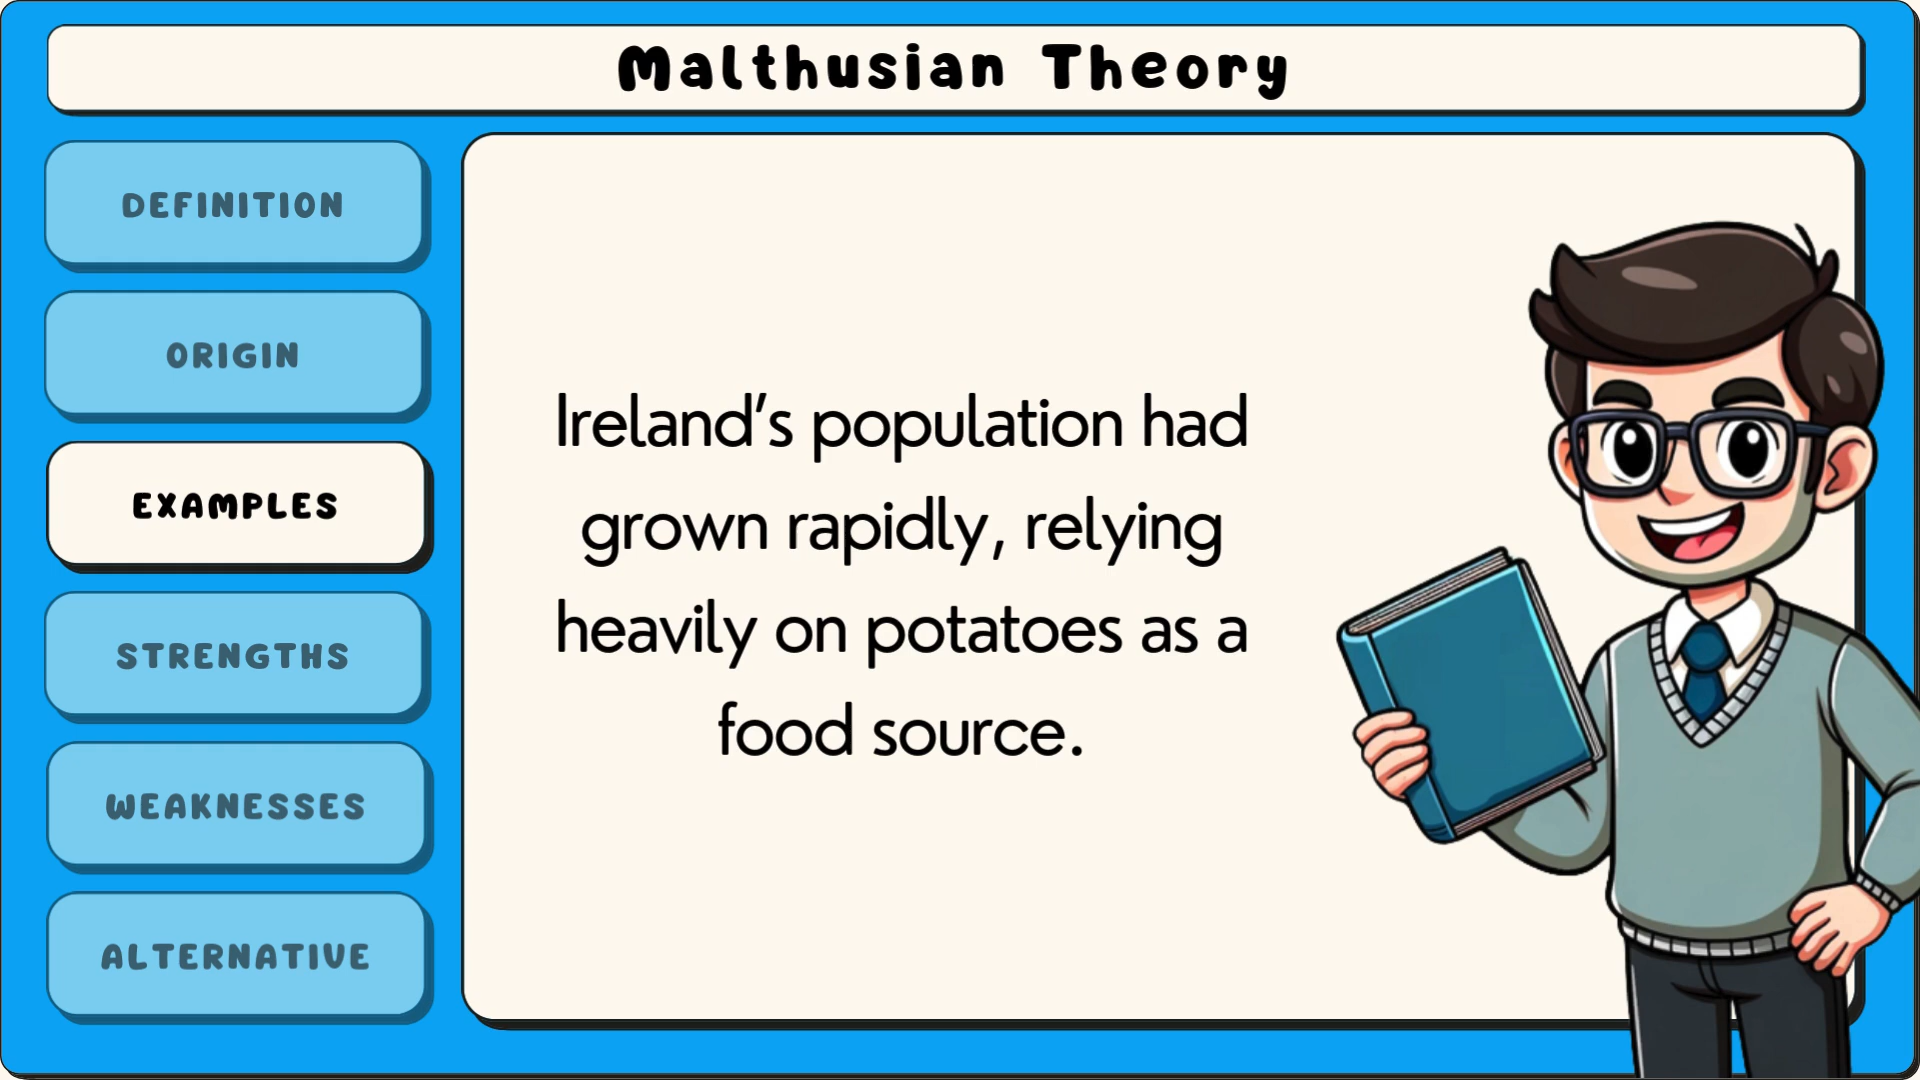 Malthusian Theory
DEFINITION
ORIGIN
EXAMPLES
STRENGTHS
WEAKNESSES
ALTERNATIVE
Ireland’s population had
grown rapidly, relying
heavily on potatoes as a
food source.